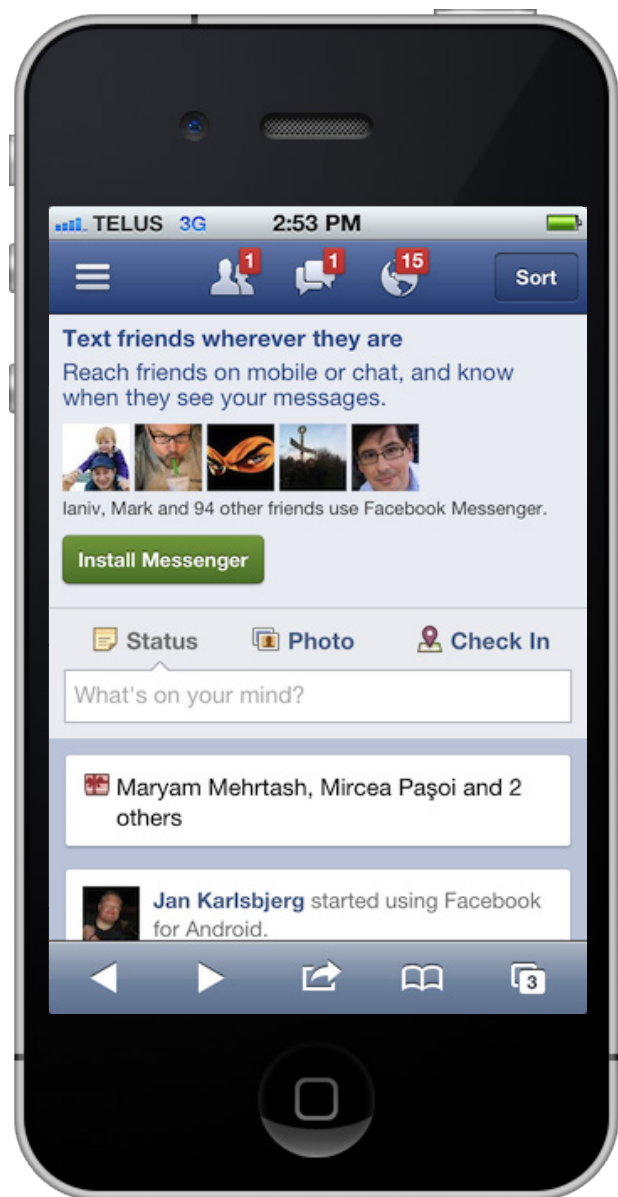 TELUS 3G 2:53 PM
1 1 15 Sort
Text friends wherever they are
Reach friends on mobile or chat, and know
when they see your messages.
Ianiv, Mark and 94 other friends use Facebook Messenger.
Install Messenger
Status Photo Check In
What's on your mind?
Maryam Mehrtash, Mircea Paşoi and 2
others
Jan Karlsbjerg started using Facebook
for Android.
3